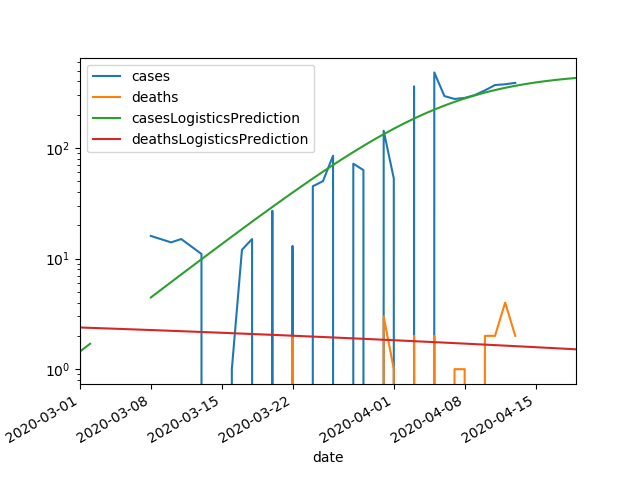 cases
deaths
casesLogisticsPrediction
deathsLogisticsPrediction
10²
10¹
10⁰
2020-03-01
2020-03-08
2020-03-15
2020-03-22
2020-04-01
2020-04-08
2020-04-15
date